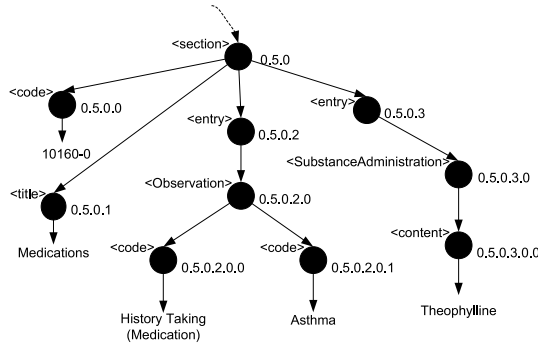 <section>
0.5.0
<code>
0.5.0.0
10160-0
<entry>
0.5.0.3
<entry>
0.5.0.2
<SubstanceAdministration>
0.5.0.3.0
<title>
0.5.0.1
Medications
<Observation>
0.5.0.2.0
<code>
0.5.0.2.0.0
History Taking
(Medication)
<code>
0.5.0.2.0.1
Asthma
<content>
0.5.0.3.0.0
Theophylline